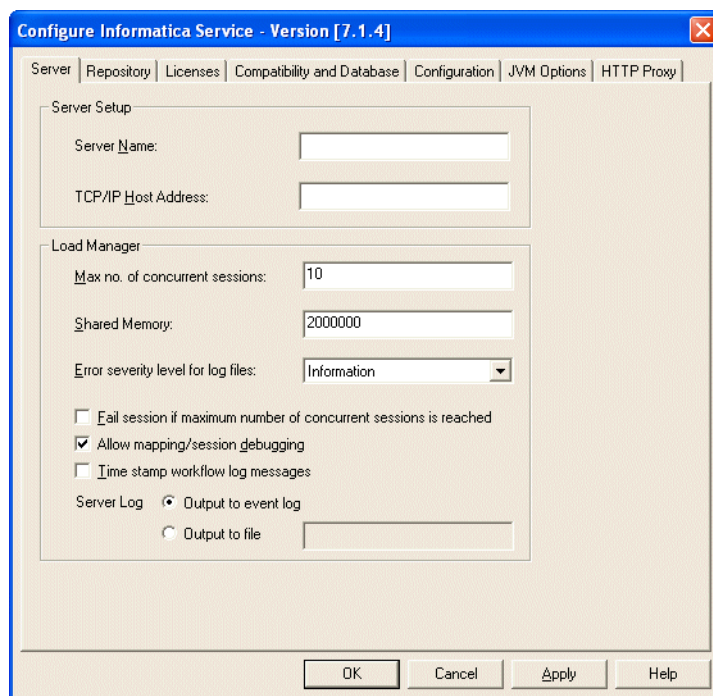 Configure Informatica Service - Version [7.1.4]
Server Repository Licenses Compatibility and Database Configuration JVM Options HTTP Proxy
Server Setup
Server Name:
TCP/IP Host Address:
Load Manager
Max no. of concurrent sessions: 10
Shared Memory: 2000000
Error severity level for log files: Information
Fail session if maximum number of concurrent sessions is reached
Allow mapping/session debugging
Time stamp workflow log messages
Server Log Output to event log
Output to file
OK Cancel Apply Help